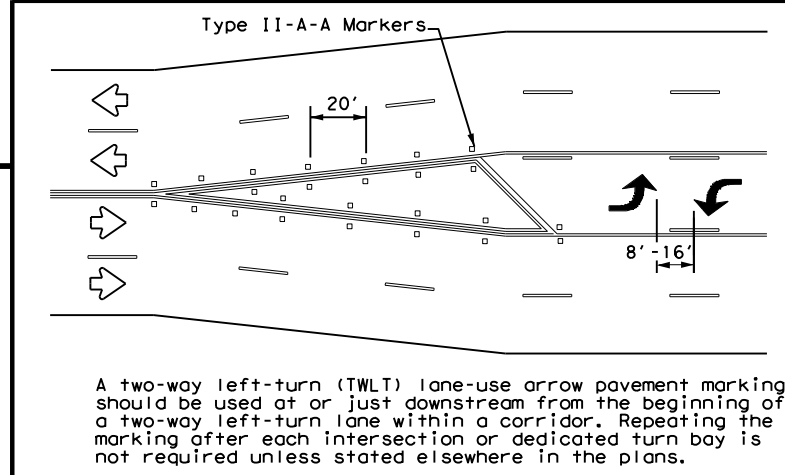 Type II-A-A Markers
20'
8'-16'
A two-way left-turn (TWLT) lane-use arrow pavement marking
should be used at or just downstream from the beginning of
a two-way left-turn lane within a corridor. Repeating the
marking after each intersection or dedicated turn bay is
not required unless stated elsewhere in the plans.